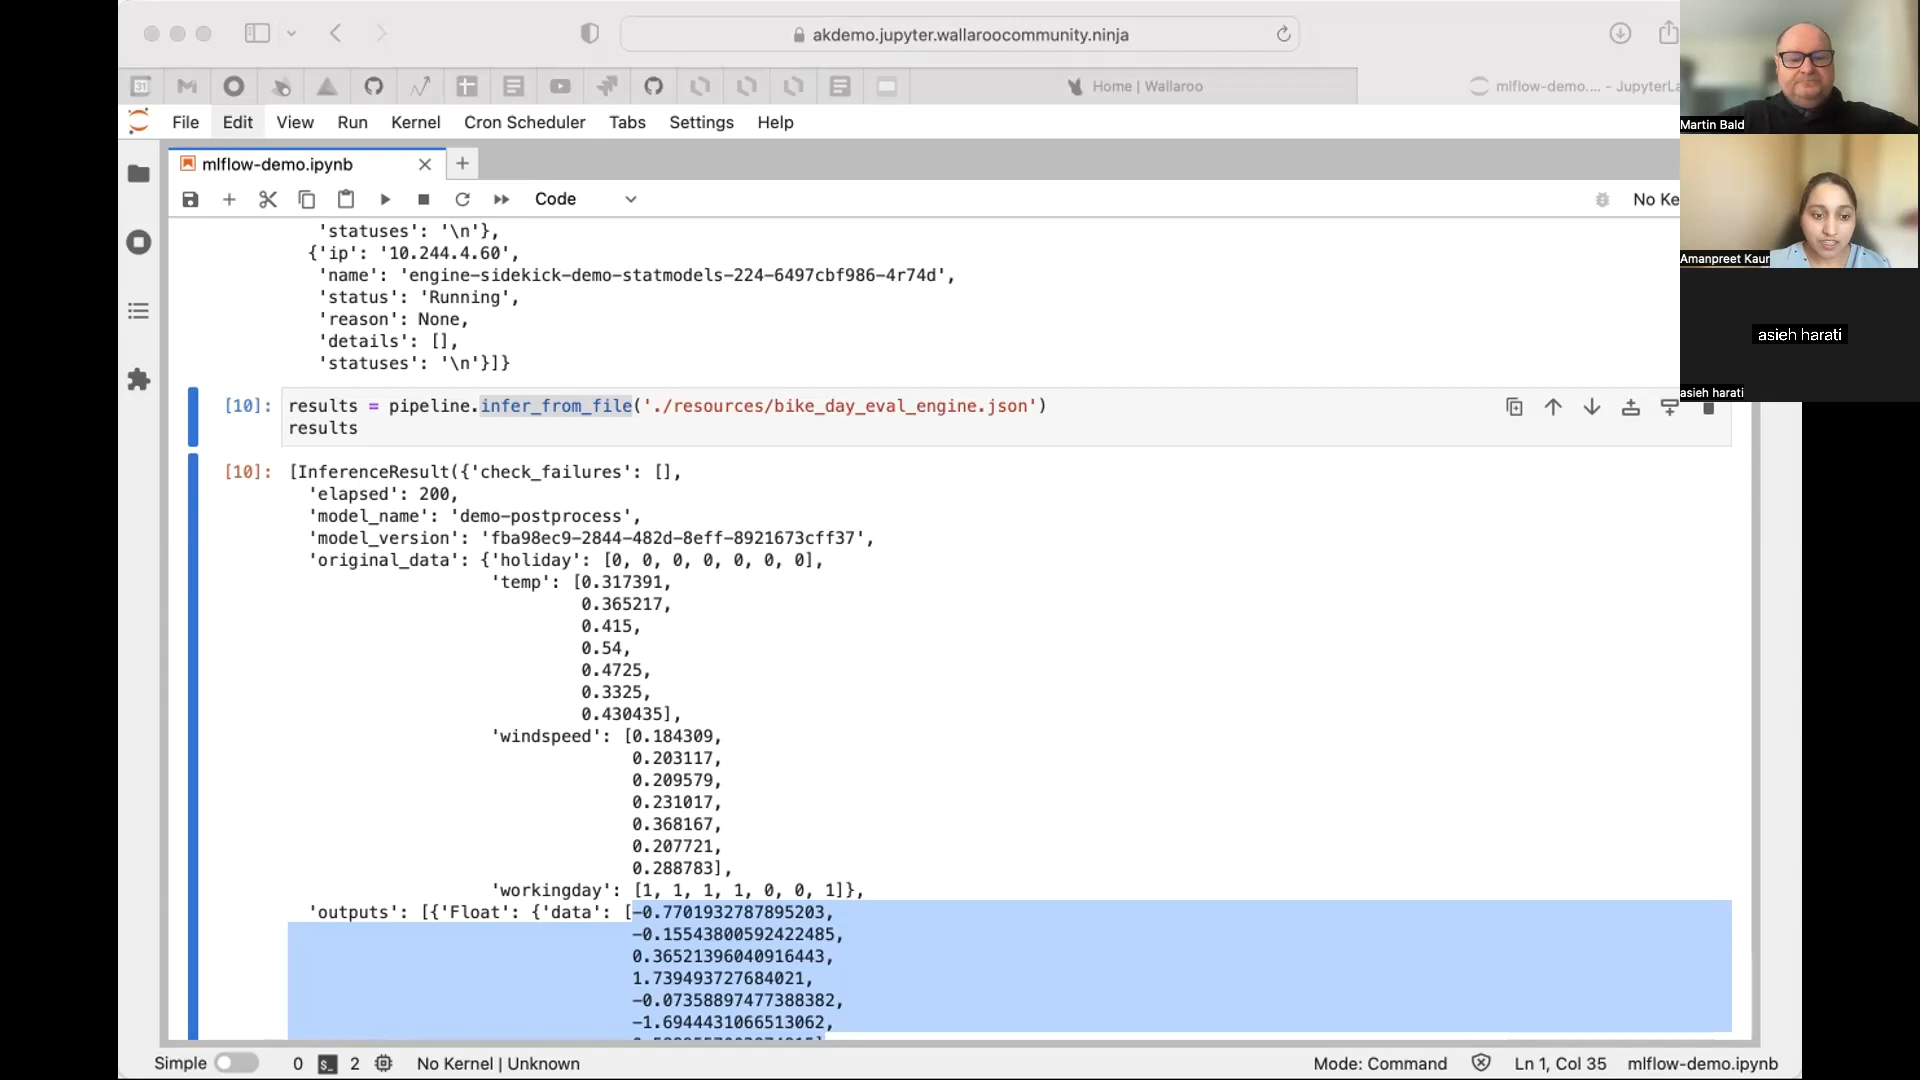 akdemo.jupyter.wallaroocommunity.ninja
31
Home | Wallaroo
mlflow-demo.... - JupyterLa
File Edit View Run Kernel Cron Scheduler Tabs Settings Help
mlflow-demo.ipynb
Code
No Ke
'statuses': '\n'},
{'ip': '10.244.4.60',
'name': 'engine-sidekick-demo-statmodels-224-6497cbf986-4r74d',
'status': 'Running',
'reason': None,
'details': [],
'statuses': '\n'}]}
[10]: results = pipeline.infer_from_file('./resources/bike_day_eval_engine.json')
results
[10]: [InferenceResult({'check_failures': [],
'elapsed': 200,
'model_name': 'demo-postprocess',
'model_version': 'fba98ec9-2844-482d-8eff-8921673cff37',
'original_data': {'holiday': [0, 0, 0, 0, 0, 0, 0],
'temp': [0.317391,
0.365217,
0.415,
0.54,
0.4725,
0.3325,
0.430435],
'windspeed': [0.184309,
0.203117,
0.209579,
0.231017,
0.368167,
0.207721,
0.288783],
'workingday': [1, 1, 1, 1, 0, 0, 1]},
'outputs': [{'Float': {'data': [-0.7701932787895203,
-0.15543800592422485,
0.36521396040916443,
1.739493727684021,
-0.07358897477388382,
-1.6944431066513062,
Simple 0 2 No Kernel | Unknown
Mode: Command Ln 1, Col 35 mlflow-demo.ipynb
Martin Bald
Amanpreet Kaur
asieh harati
asieh harati